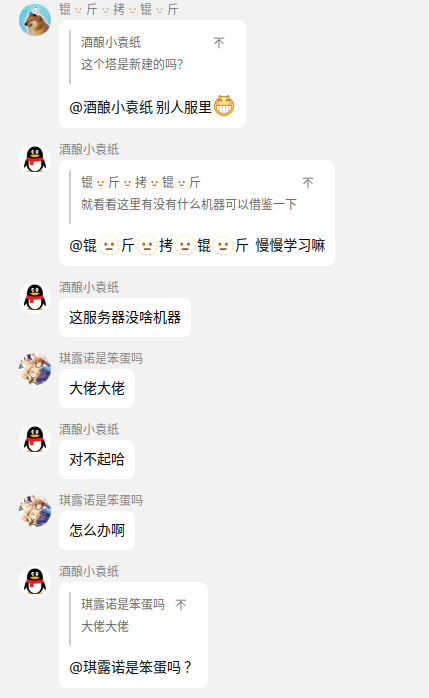 锟🫥斤🫥拷🫥锟🫥斤
酒酿小袁纸
这个塔是新建的吗?
@酒酿小袁纸 别人服里😁
酒酿小袁纸
锟🫥斤🫥拷🫥锟🫥斤
就看看这里有没有什么机器可以借鉴一下
@锟🫥斤🫥拷🫥锟🫥斤 慢慢学习嘛
酒酿小袁纸
这服务器没啥机器
琪露诺是笨蛋吗
大佬大佬
酒酿小袁纸
对不起哈
琪露诺是笨蛋吗
怎么办啊
酒酿小袁纸
琪露诺是笨蛋吗
大佬大佬
@琪露诺是笨蛋吗 ?